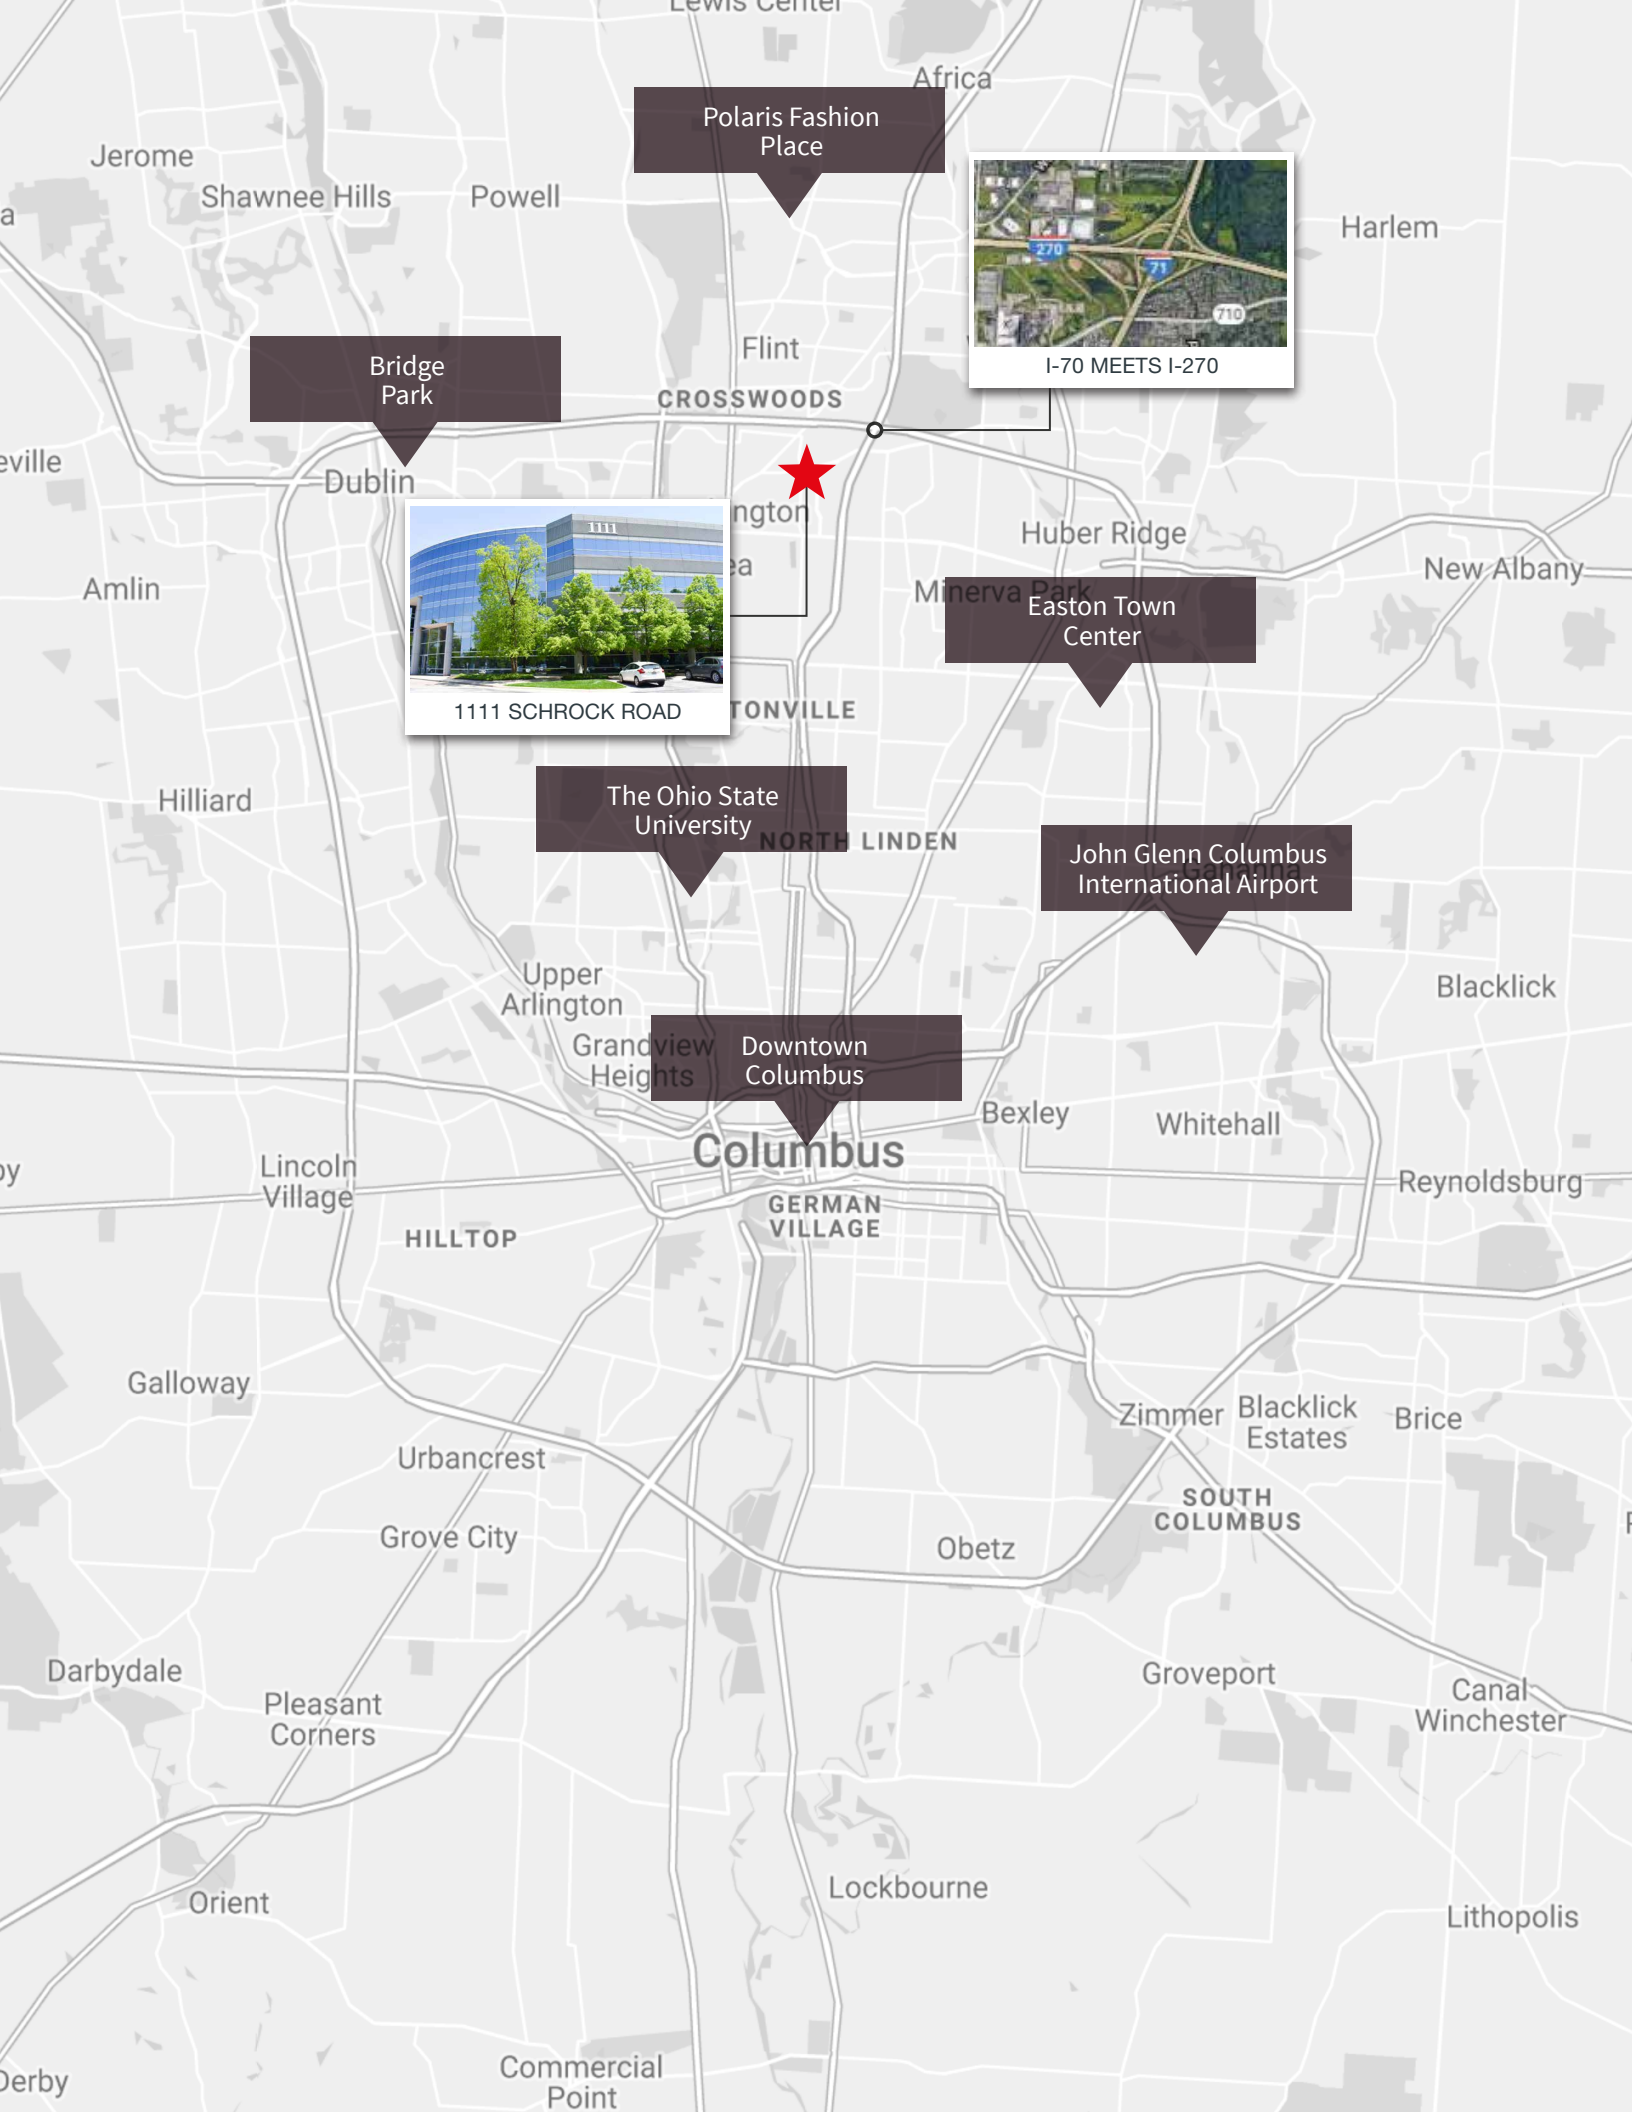 Lewis Center
Africa
Polaris Fashion
Place
Jerome
Shawnee Hills
Powell
a
Harlem
270
71
710
I-70 MEETS I-270
Flint
Bridge
Park
CROSSWOODS
eville
Dublin
ngton
1111
Huber Ridge
ea
New Albany
Amlin
Minerva Park
Easton Town
Center
1111 SCHROCK ROAD
TONVILLE
Hilliard
The Ohio State
University
NORTH LINDEN
John Glenn Columbus
International Airport
Gahanna
Upper
Arlington
Blacklick
Grandview
Heights
Downtown
Columbus
Bexley
Whitehall
Columbus
Lincoln
Village
by
Reynoldsburg
GERMAN
VILLAGE
HILLTOP
Galloway
Zimmer
Blacklick
Estates
Brice
Urbancrest
SOUTH
COLUMBUS
Grove City
Obetz
Darbydale
Groveport
Pleasant
Corners
Canal
Winchester
Lockbourne
Orient
Lithopolis
Commercial
Point
Derby